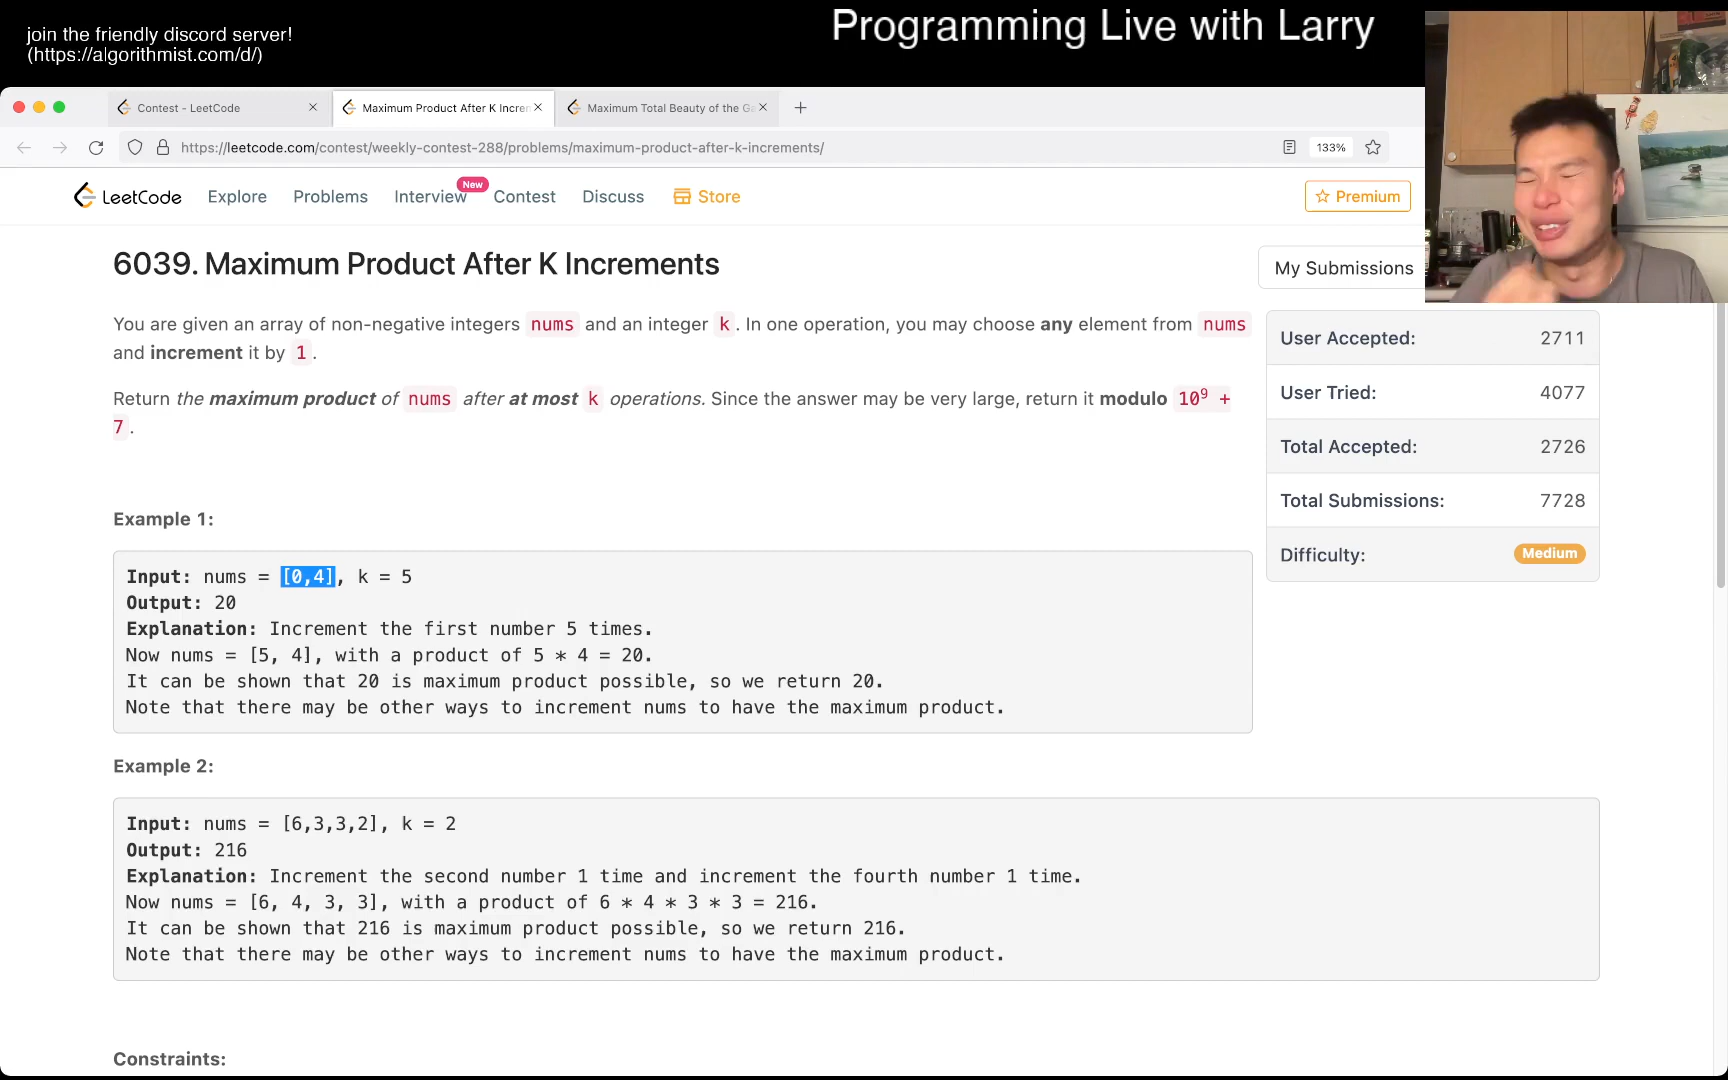 join the friendly discord server!
(https://algorithmist.com/d/)
Programming Live with Larry
Contest - LeetCode
Maximum Product After K Incren
Maximum Total Beauty of the Ga
https://leetcode.com/contest/weekly-contest-288/problems/maximum-product-after-k-increments/
133%
LeetCode
Explore
Problems
Interview
New
Contest
Discuss
Store
Premium
6039. Maximum Product After K Increments
My Submissions
You are given an array of non-negative integers nums and an integer k. In one operation, you may choose any element from nums
and increment it by 1.
Return the maximum product of nums after at most k operations. Since the answer may be very large, return it modulo 10⁹ +
7.
User Accepted: 2711
User Tried: 4077
Total Accepted: 2726
Total Submissions: 7728
Difficulty: Medium
Example 1:
Input: nums = [0,4], k = 5
Output: 20
Explanation: Increment the first number 5 times.
Now nums = [5, 4], with a product of 5 * 4 = 20.
It can be shown that 20 is maximum product possible, so we return 20.
Note that there may be other ways to increment nums to have the maximum product.
Example 2:
Input: nums = [6,3,3,2], k = 2
Output: 216
Explanation: Increment the second number 1 time and increment the fourth number 1 time.
Now nums = [6, 4, 3, 3], with a product of 6 * 4 * 3 * 3 = 216.
It can be shown that 216 is maximum product possible, so we return 216.
Note that there may be other ways to increment nums to have the maximum product.
Constraints: